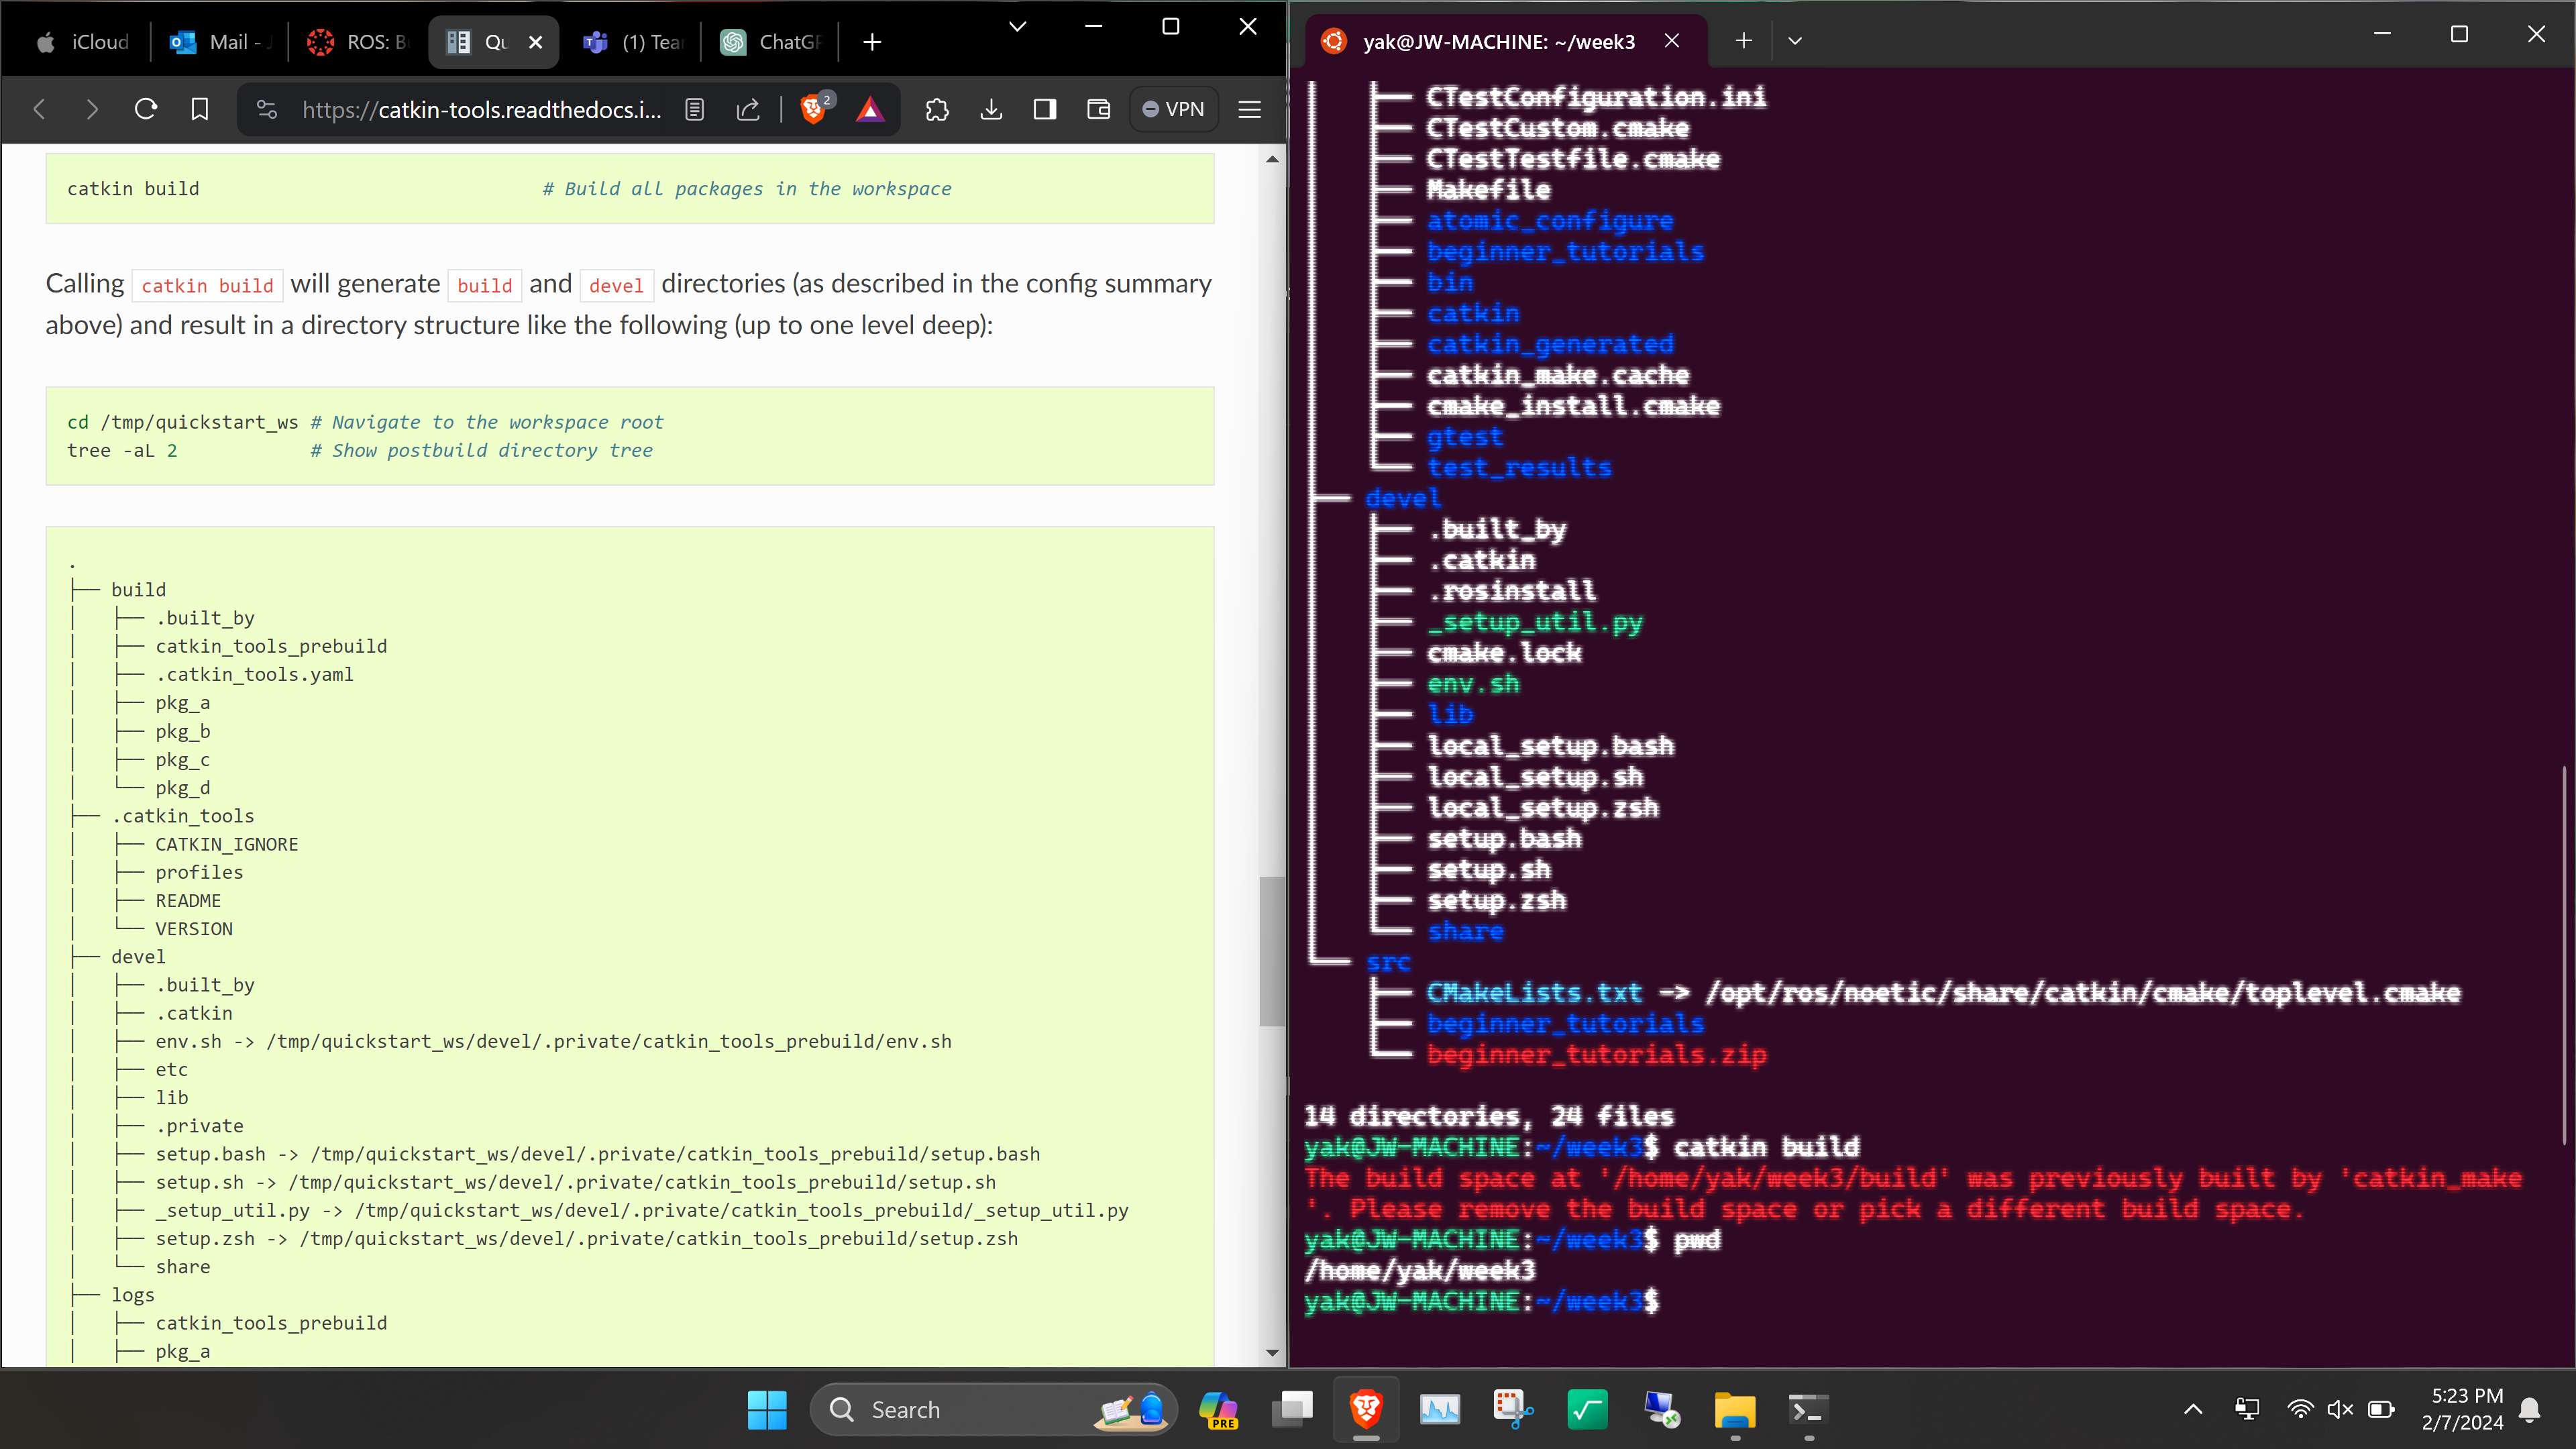 iCloud
Mail - J
ROS: B
Qu
(1) Tea
ChatGP
https://catkin-tools.readthedocs.i...
2
VPN
catkin build # Build all packages in the workspace
Calling catkin build will generate build and devel directories (as described in the config summary
above) and result in a directory structure like the following (up to one level deep):
cd /tmp/quickstart_ws # Navigate to the workspace root
tree -aL 2 # Show postbuild directory tree
.
├── build
│   ├── .built_by
│   ├── catkin_tools_prebuild
│   ├── .catkin_tools.yaml
│   ├── pkg_a
│   ├── pkg_b
│   ├── pkg_c
│   └── pkg_d
├── .catkin_tools
│   ├── CATKIN_IGNORE
│   ├── profiles
│   ├── README
│   └── VERSION
├── devel
│   ├── .built_by
│   ├── .catkin
│   ├── env.sh -> /tmp/quickstart_ws/devel/.private/catkin_tools_prebuild/env.sh
│   ├── etc
│   ├── lib
│   ├── .private
│   ├── setup.bash -> /tmp/quickstart_ws/devel/.private/catkin_tools_prebuild/setup.bash
│   ├── setup.sh -> /tmp/quickstart_ws/devel/.private/catkin_tools_prebuild/setup.sh
│   ├── _setup_util.py -> /tmp/quickstart_ws/devel/.private/catkin_tools_prebuild/_setup_util.py
│   ├── setup.zsh -> /tmp/quickstart_ws/devel/.private/catkin_tools_prebuild/setup.zsh
│   └── share
├── logs
│   ├── catkin_tools_prebuild
│   ├── pkg_a
yak@JW-MACHINE: ~/week3
│   ├── CTestConfiguration.ini
│   ├── CTestCustom.cmake
│   ├── CTestTestfile.cmake
│   ├── Makefile
│   ├── atomic_configure
│   ├── beginner_tutorials
│   ├── bin
│   ├── catkin
│   ├── catkin_generated
│   ├── catkin_make.cache
│   ├── cmake_install.cmake
│   ├── gtest
│   └── test_results
├── devel
│   ├── .built_by
│   ├── .catkin
│   ├── .rosinstall
│   ├── _setup_util.py
│   ├── cmake.lock
│   ├── env.sh
│   ├── lib
│   ├── local_setup.bash
│   ├── local_setup.sh
│   ├── local_setup.zsh
│   ├── setup.bash
│   ├── setup.sh
│   ├── setup.zsh
│   └── share
└── src
    ├── CMakeLists.txt -> /opt/ros/noetic/share/catkin/cmake/toplevel.cmake
    ├── beginner_tutorials
    └── beginner_tutorials.zip
14 directories, 24 files
yak@JW-MACHINE:~/week3$ catkin build
The build space at '/home/yak/week3/build' was previously built by 'catkin_make
'. Please remove the build space or pick a different build space.
yak@JW-MACHINE:~/week3$ pwd
/home/yak/week3
yak@JW-MACHINE:~/week3$
Search
PRE
5:23 PM
2/7/2024